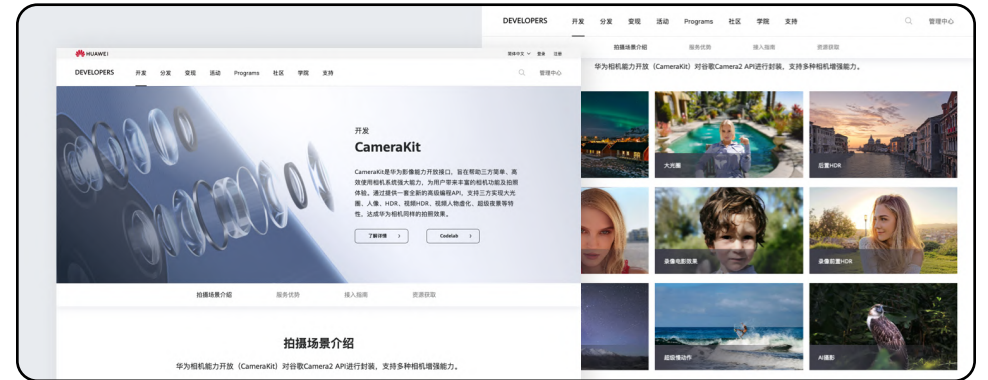 DEVELOPERS 开发 分发 变现 活动 Programs 社区 学院 支持 管理中心
拍摄场景介绍 服务优势 接入指南 资源获取
华为相机能力开放（CameraKit）对谷歌Camera2 API进行封装，支持多种相机增强能力。
大光圈
后置HDR
录像电影效果
录像前置HDR
超级慢动作
AI摄影
HUAWEI 简体中文 登录 注册
DEVELOPERS 开发 分发 变现 活动 Programs 社区 学院 支持 管理中心
开发
CameraKit
CameraKit是华为影像能力开放接口，旨在帮助三方简单、高
效使用相机系统强大能力，为用户带来丰富的相机功能及拍照
体验。通过提供一套全新的高级编程API，支持三方实现大光
圈、人像、HDR、视频HDR、视频人物虚化、超级夜景等特
性，达成华为相机同样的拍照效果。
了解详情 >
Codelab >
拍摄场景介绍 服务优势 接入指南 资源获取
拍摄场景介绍
华为相机能力开放（CameraKit）对谷歌Camera2 API进行封装，支持多种相机增强能力。